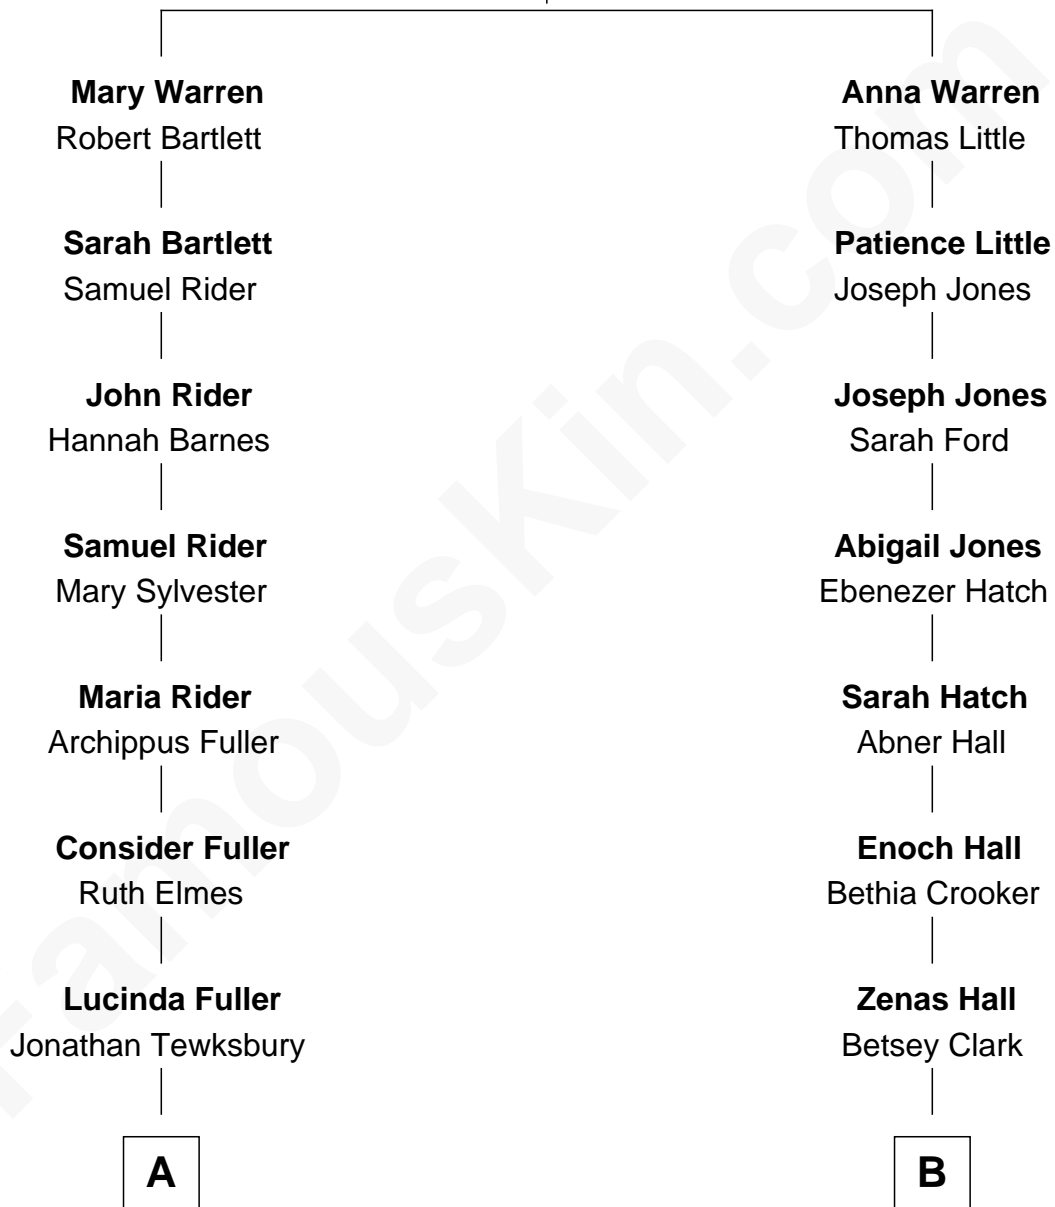 Mary Warren
Robert Bartlett
Sarah Bartlett
Samuel Rider
John Rider
Hannah Barnes
Samuel Rider
Mary Sylvester
Maria Rider
Archippus Fuller
Consider Fuller
Ruth Elmes
Lucinda Fuller
Jonathan Tewksbury
A
Anna Warren
Thomas Little
Patience Little
Joseph Jones
Joseph Jones
Sarah Ford
Abigail Jones
Ebenezer Hatch
Sarah Hatch
Abner Hall
Enoch Hall
Bethia Crooker
Zenas Hall
Betsey Clark
B
FamousKin.com